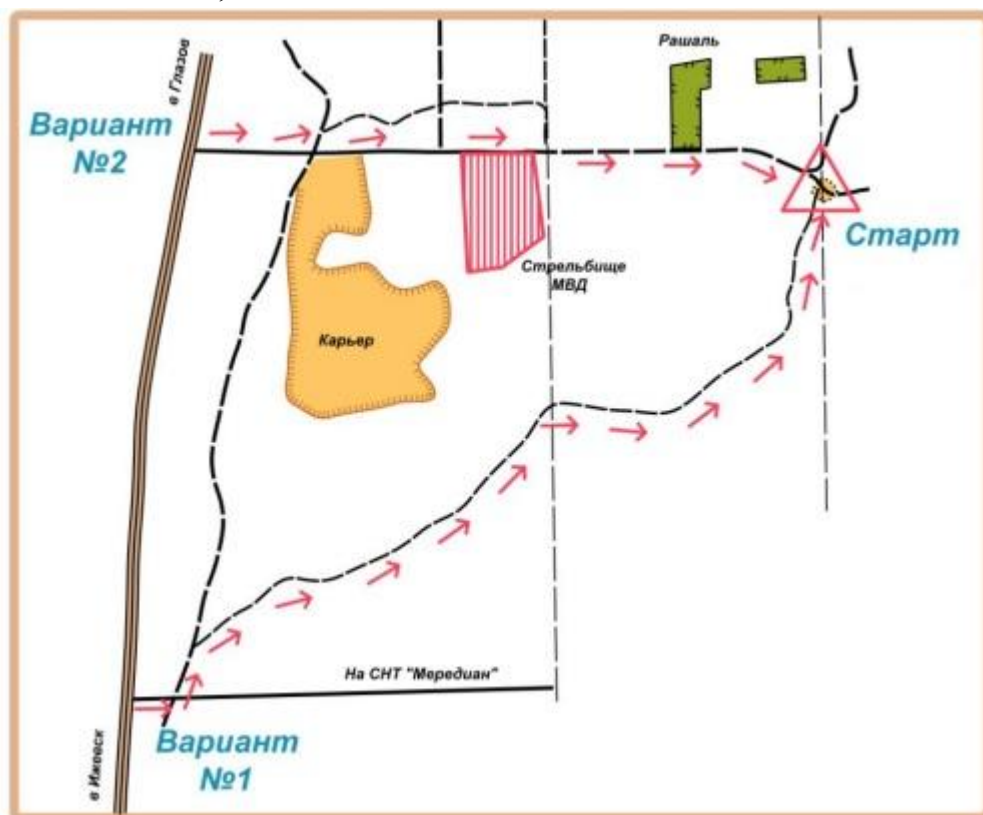 в Глазов
Рашаль
Вариант
№2
Старт
Стрельбище
МВД
Карьер
На СНТ "Мередиан"
в Ижевск
Вариант
№1